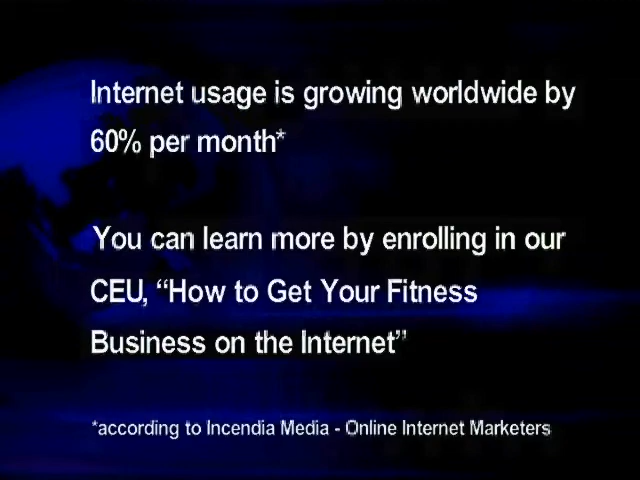 Internet usage is growing worldwide by
60% per month*
You can learn more by enrolling in our
CEU, “How to Get Your Fitness
Business on the Internet”
*according to Incendia Media - Online Internet Marketers